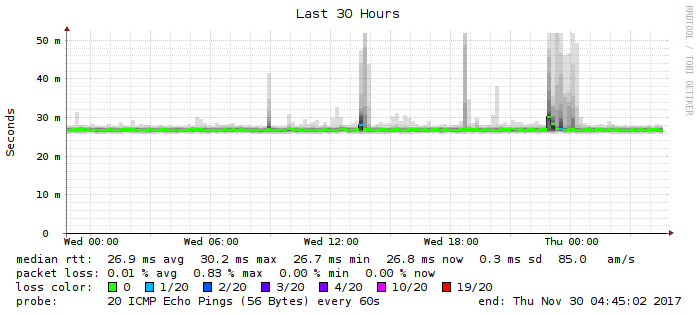 Last 30 Hours
RRDTOOL / TOBI OETIKER
Seconds
50 m
40 m
30 m
20 m
10 m
0
Wed 00:00 Wed 06:00 Wed 12:00 Wed 18:00 Thu 00:00
median rtt: 26.9 ms avg 30.2 ms max 26.7 ms min 26.8 ms now 0.3 ms sd 85.0 am/s
packet loss: 0.01 % avg 0.83 % max 0.00 % min 0.00 % now
loss color: 0 1/20 2/20 3/20 4/20 10/20 19/20
probe: 20 ICMP Echo Pings (56 Bytes) every 60s end: Thu Nov 30 04:45:02 2017